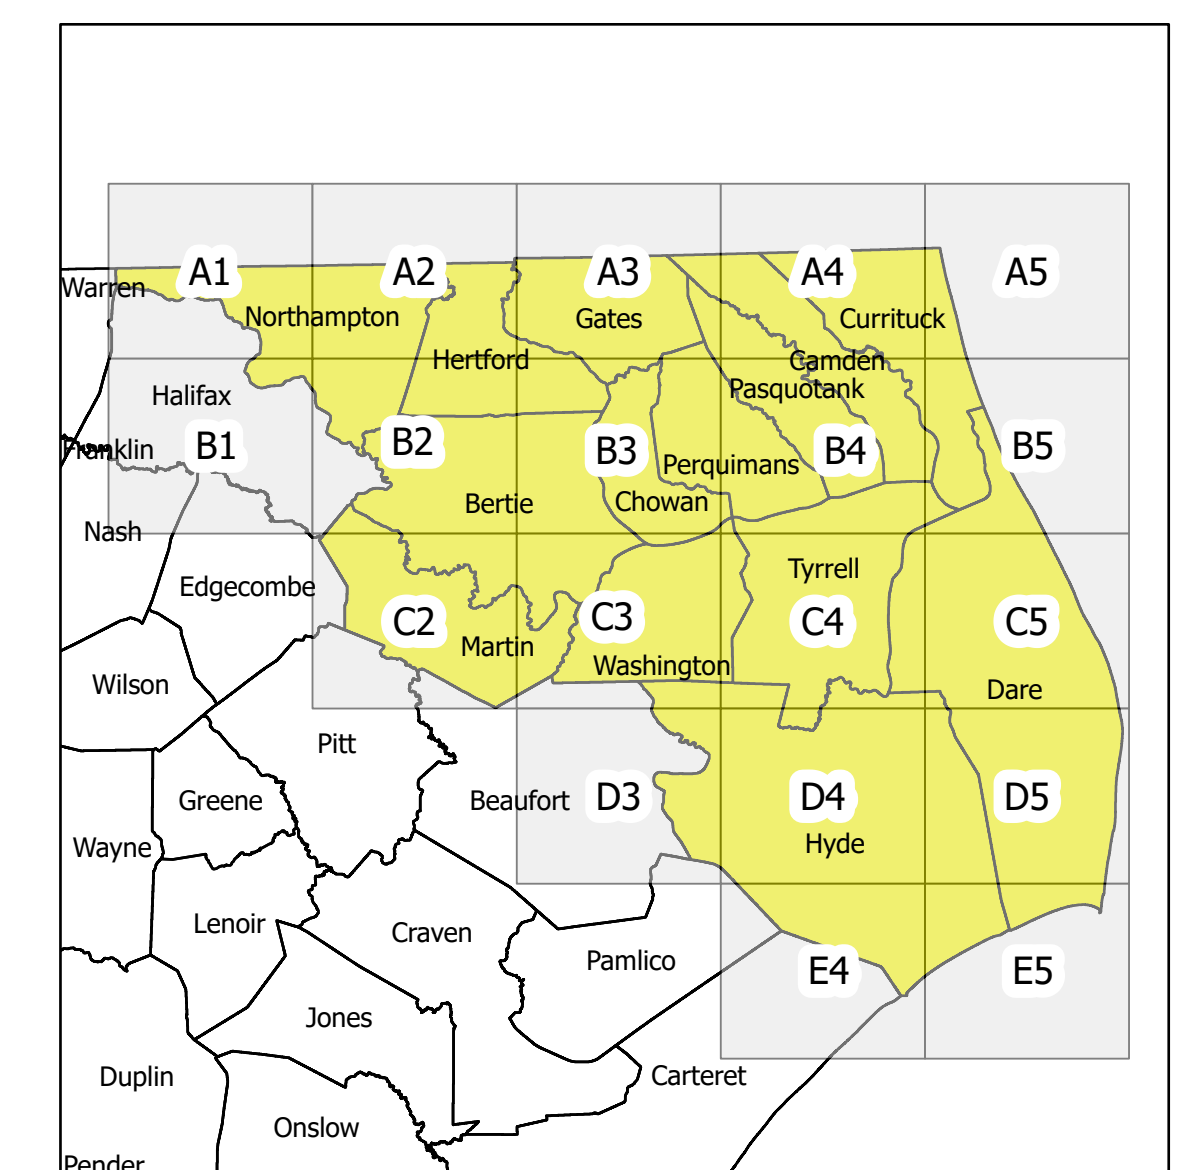 A1
A2
A3
A4
A5
Warren
Northampton
Gates
Currituck
Hertford
Camden
Pasquotank
Halifax
Franklin
B1
B2
B3
B4
B5
Perquimans
Bertie
Chowan
Nash
Edgecombe
Tyrrell
C2
C3
C4
C5
Martin
Washington
Wilson
Dare
Pitt
Greene
Beaufort
D3
D4
D5
Wayne
Hyde
Lenoir
Craven
Pamlico
E4
E5
Jones
Duplin
Carteret
Onslow
Pender